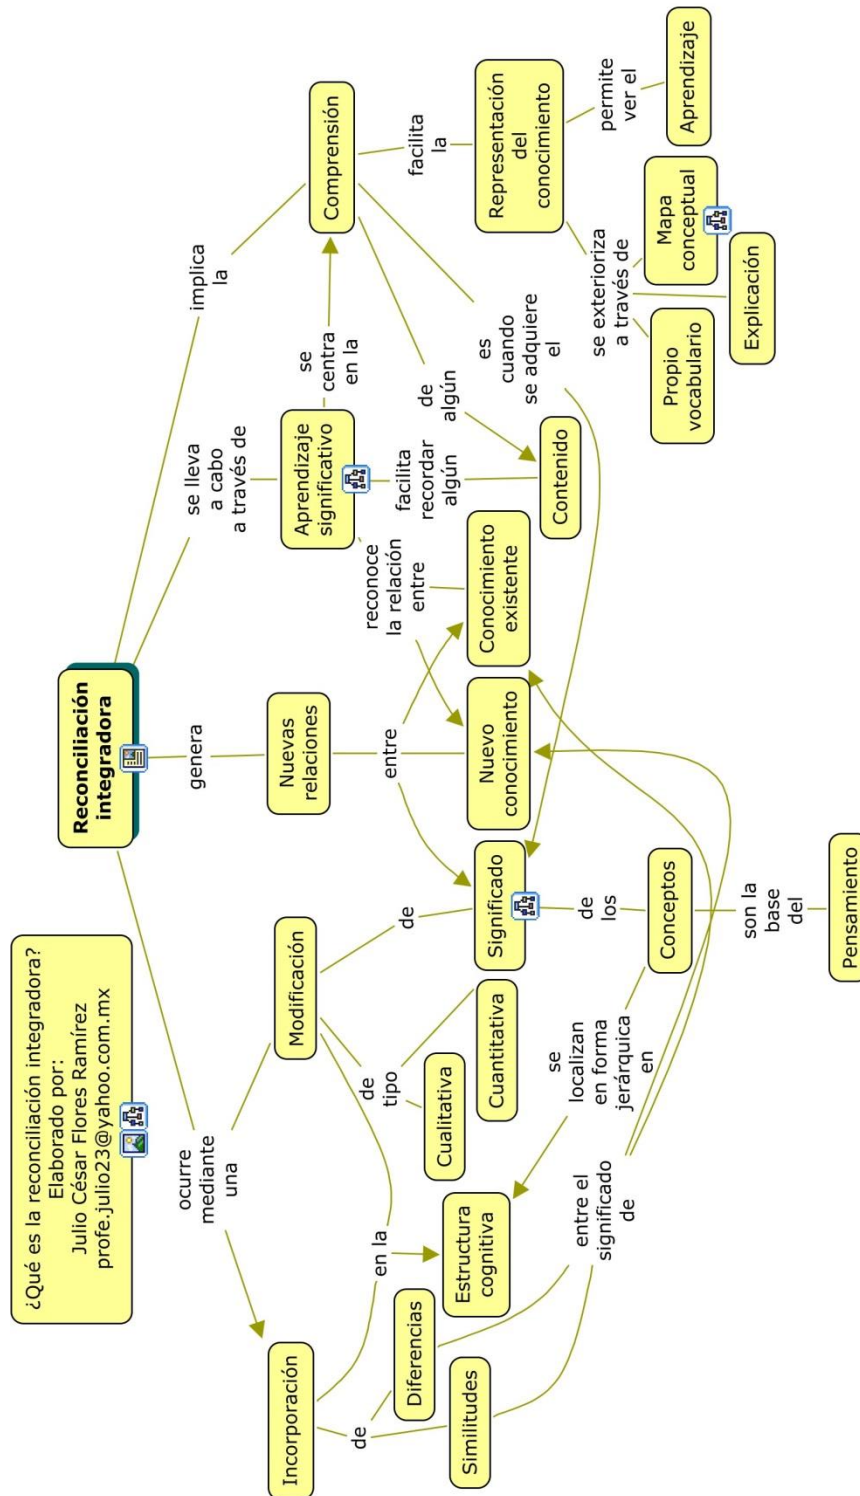 ¿Qué es la reconciliación integradora?
Elaborado por:
Julio César Flores Ramírez
profe.julio23@yahoo.com.mx
Reconciliación
integradora
ocurre
mediante
una
genera
se lleva
a cabo
a través de
implica
la
Incorporación
Modificación
Nuevas
relaciones
Aprendizaje
significativo
se
centra
en la
Comprensión
de
en la
de
tipo
de
entre
reconoce
la relación
entre
facilita
recordar
algún
de
algún
es
cuando
se adquiere
el
facilita
la
Diferencias
Similitudes
Estructura
cognitiva
Cualitativa
Cuantitativa
Significado
Nuevo
conocimiento
Conocimiento
existente
Contenido
Representación
del
conocimiento
entre el
significado
de
se
localizan
en forma
jerárquica
en
de los
Conceptos
se exterioriza
a través de
permite
ver el
Propio
vocabulario
Explicación
Mapa
conceptual
Aprendizaje
son la
base
del
Pensamiento